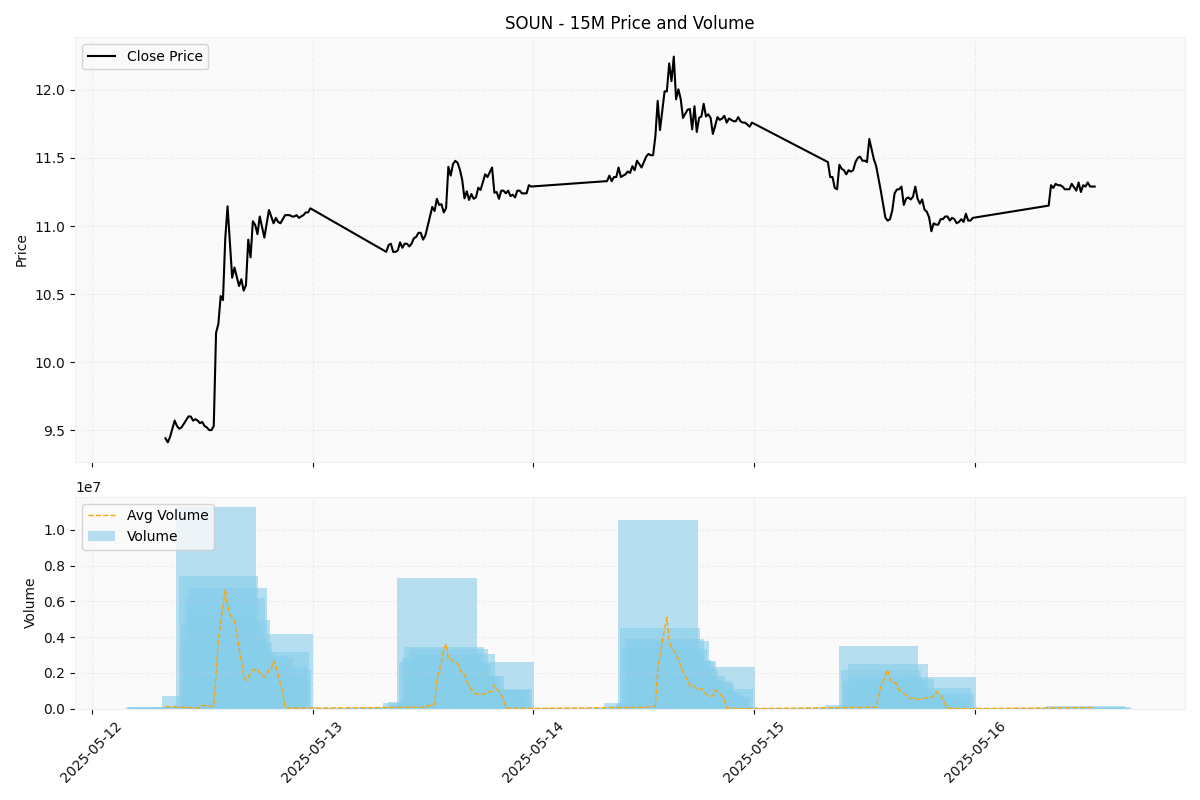 SOUN - 15M Price and Volume
Close Price
12.0
11.5
11.0
10.5
10.0
9.5
Price
1e7
Avg Volume
Volume
1.0
0.8
0.6
0.4
0.2
0.0
Volume
2025-05-12
2025-05-13
2025-05-14
2025-05-15
2025-05-16